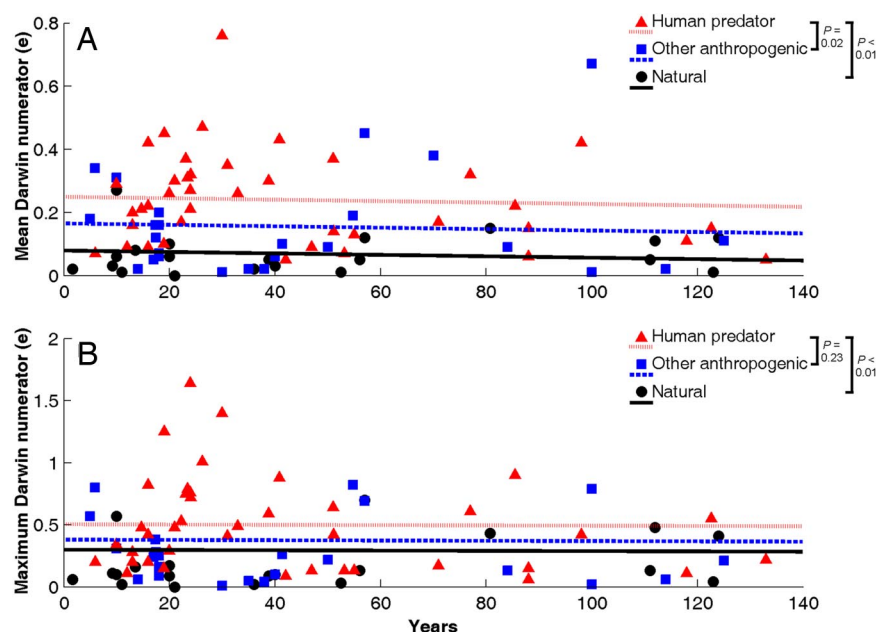 A
Mean Darwin numerator (e)
0.8
0.6
0.4
0.2
0
0 20 40 60 80 100 120 140
Human predator
Other anthropogenic
Natural
P =
0.02
P <
0.01
B
Maximum Darwin numerator (e)
2
1.5
1
0.5
0
0 20 40 60 80 100 120 140
Human predator
Other anthropogenic
Natural
P =
0.23
P <
0.01
Years